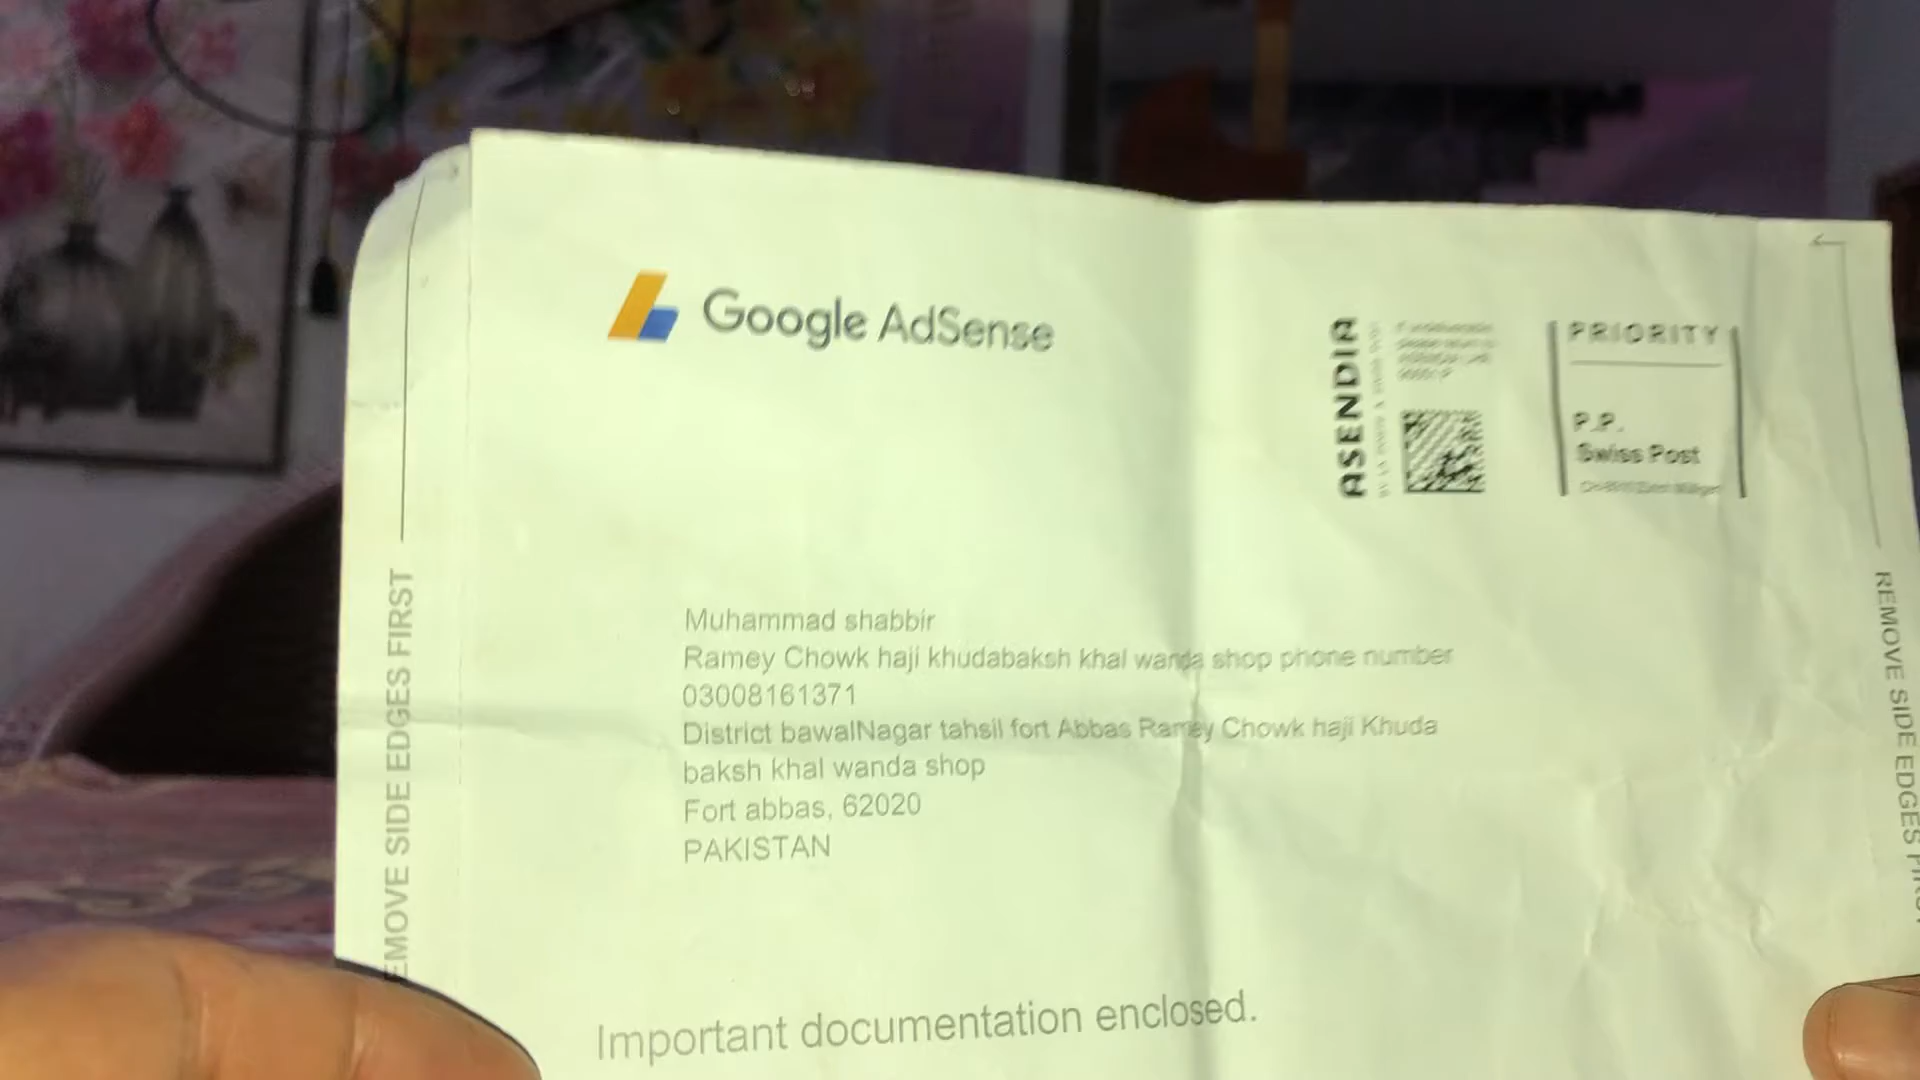 Google AdSense
ASENDIA
PRIORITY
P.P.
Swiss Post
Muhammad shabbir
Ramey Chowk haji khudabaksh khal wanda shop phone number
03008161371
District bawalNagar tahsil fort Abbas Ramey Chowk haji Khuda
baksh khal wanda shop
Fort abbas, 62020
PAKISTAN
Important documentation enclosed.
EMOVE SIDE EDGES FIRST
REMOVE SIDE EDGES FIRST